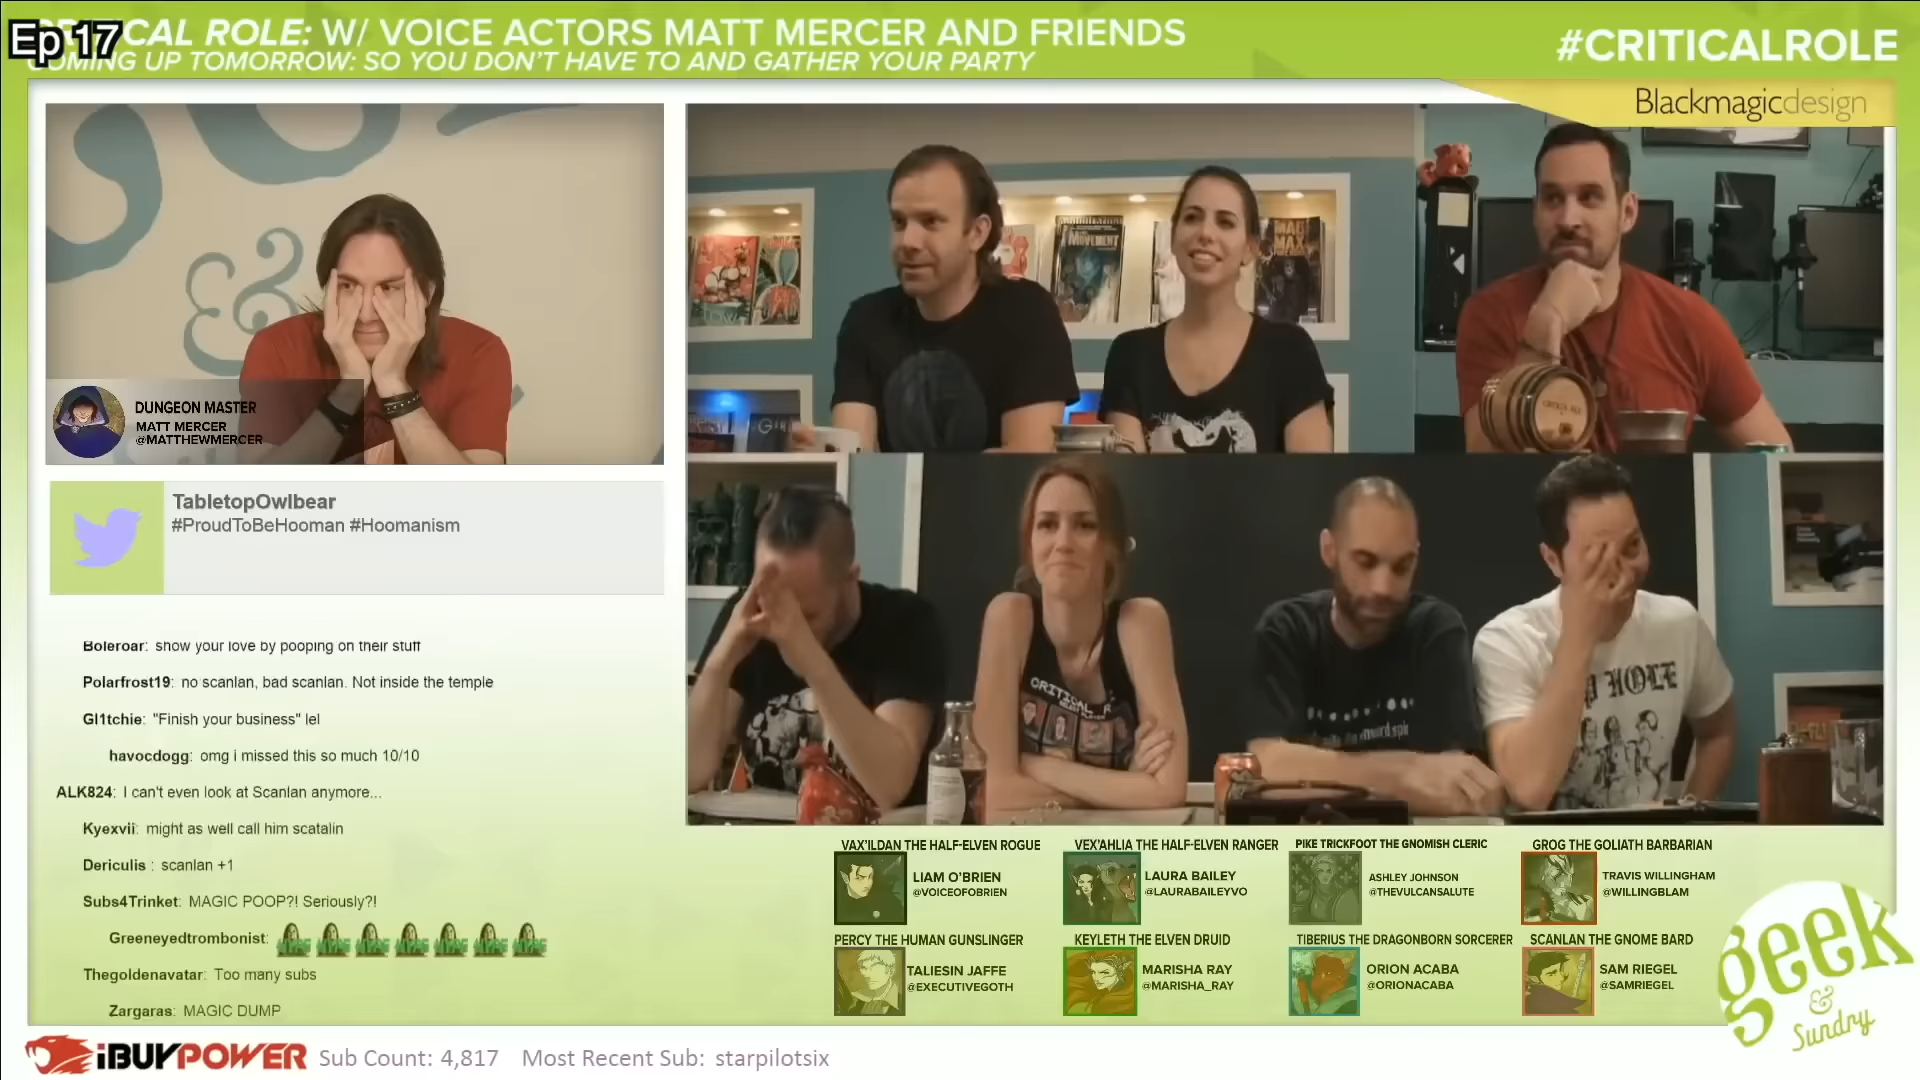 Ep 17
CAL ROLE: W/ VOICE ACTORS MATT MERCER AND FRIENDS
COMING UP TOMORROW: SO YOU DON'T HAVE TO AND GATHER YOUR PARTY
#CRITICALROLE
Blackmagicdesign
&
MOVEMENT
MAD MAX
DUNGEON MASTER
MATT MERCER
@MATTHEWMERCER
TabletopOwlbear
#ProudToBeHooman #Hoomanism
CRITICAL R
HOLE
Boleroar: show your love by pooping on their stuff
Polarfrost19: no scanlan, bad scanlan. Not inside the temple
Gl1tchie: "Finish your business" lel
havocdogg: omg i missed this so much 10/10
ALK824: I can't even look at Scanlan anymore...
Kyexvii: might as well call him scatalin
Dericulis : scanlan +1
Subs4Trinket: MAGIC POOP?! Seriously?!
Greeneyedtrombonist:
Thegoldenavatar: Too many subs
Zargaras: MAGIC DUMP
VAX'ILDAN THE HALF-ELVEN ROGUE
LIAM O'BRIEN
@VOICEOFOBRIEN
VEX'AHLIA THE HALF-ELVEN RANGER
LAURA BAILEY
@LAURABAILEYVO
PIKE TRICKFOOT THE GNOMISH CLERIC
ASHLEY JOHNSON
@THEVULCANSALUTE
GROG THE GOLIATH BARBARIAN
TRAVIS WILLINGHAM
@WILLINGBLAM
PERCY THE HUMAN GUNSLINGER
TALIESIN JAFFE
@EXECUTIVEGOTH
KEYLETH THE ELVEN DRUID
MARISHA RAY
@MARISHA_RAY
TIBERIUS THE DRAGONBORN SORCERER
ORION ACABA
@ORIONACABA
SCANLAN THE GNOME BARD
SAM RIEGEL
@SAMRIEGEL
geek
&
Sundry
iBUYPOWER Sub Count: 4,817 Most Recent Sub: starpilotsix